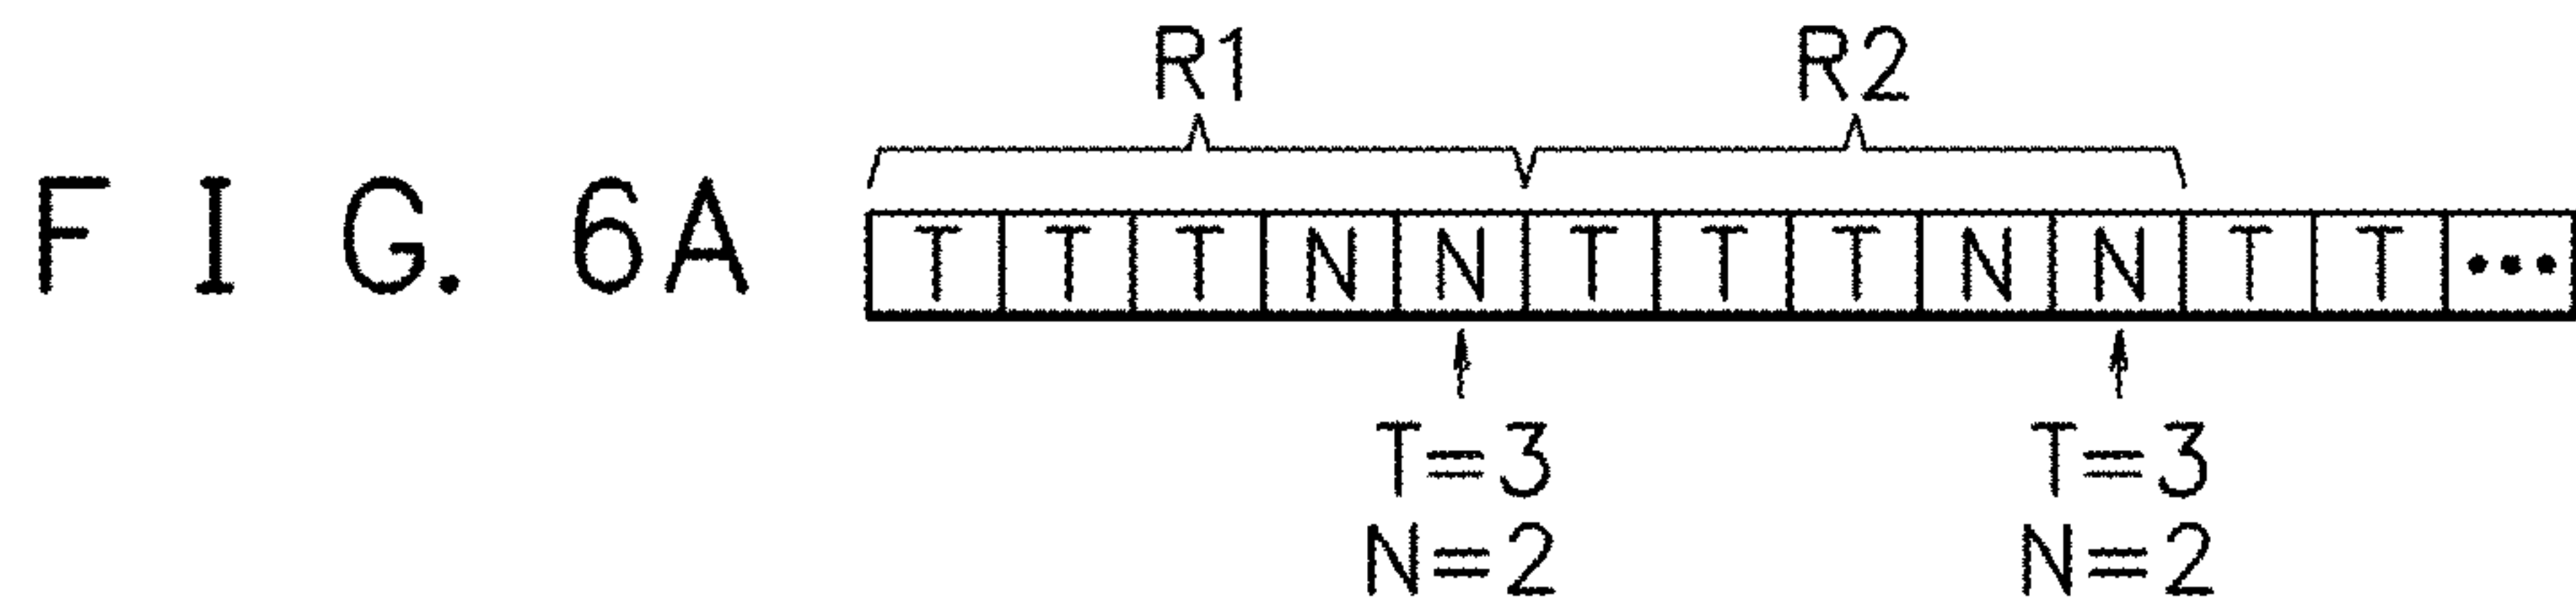 R1 R2
FIG. 6A T T T N N T T T N N T T •••
T=3 T=3
N=2 N=2